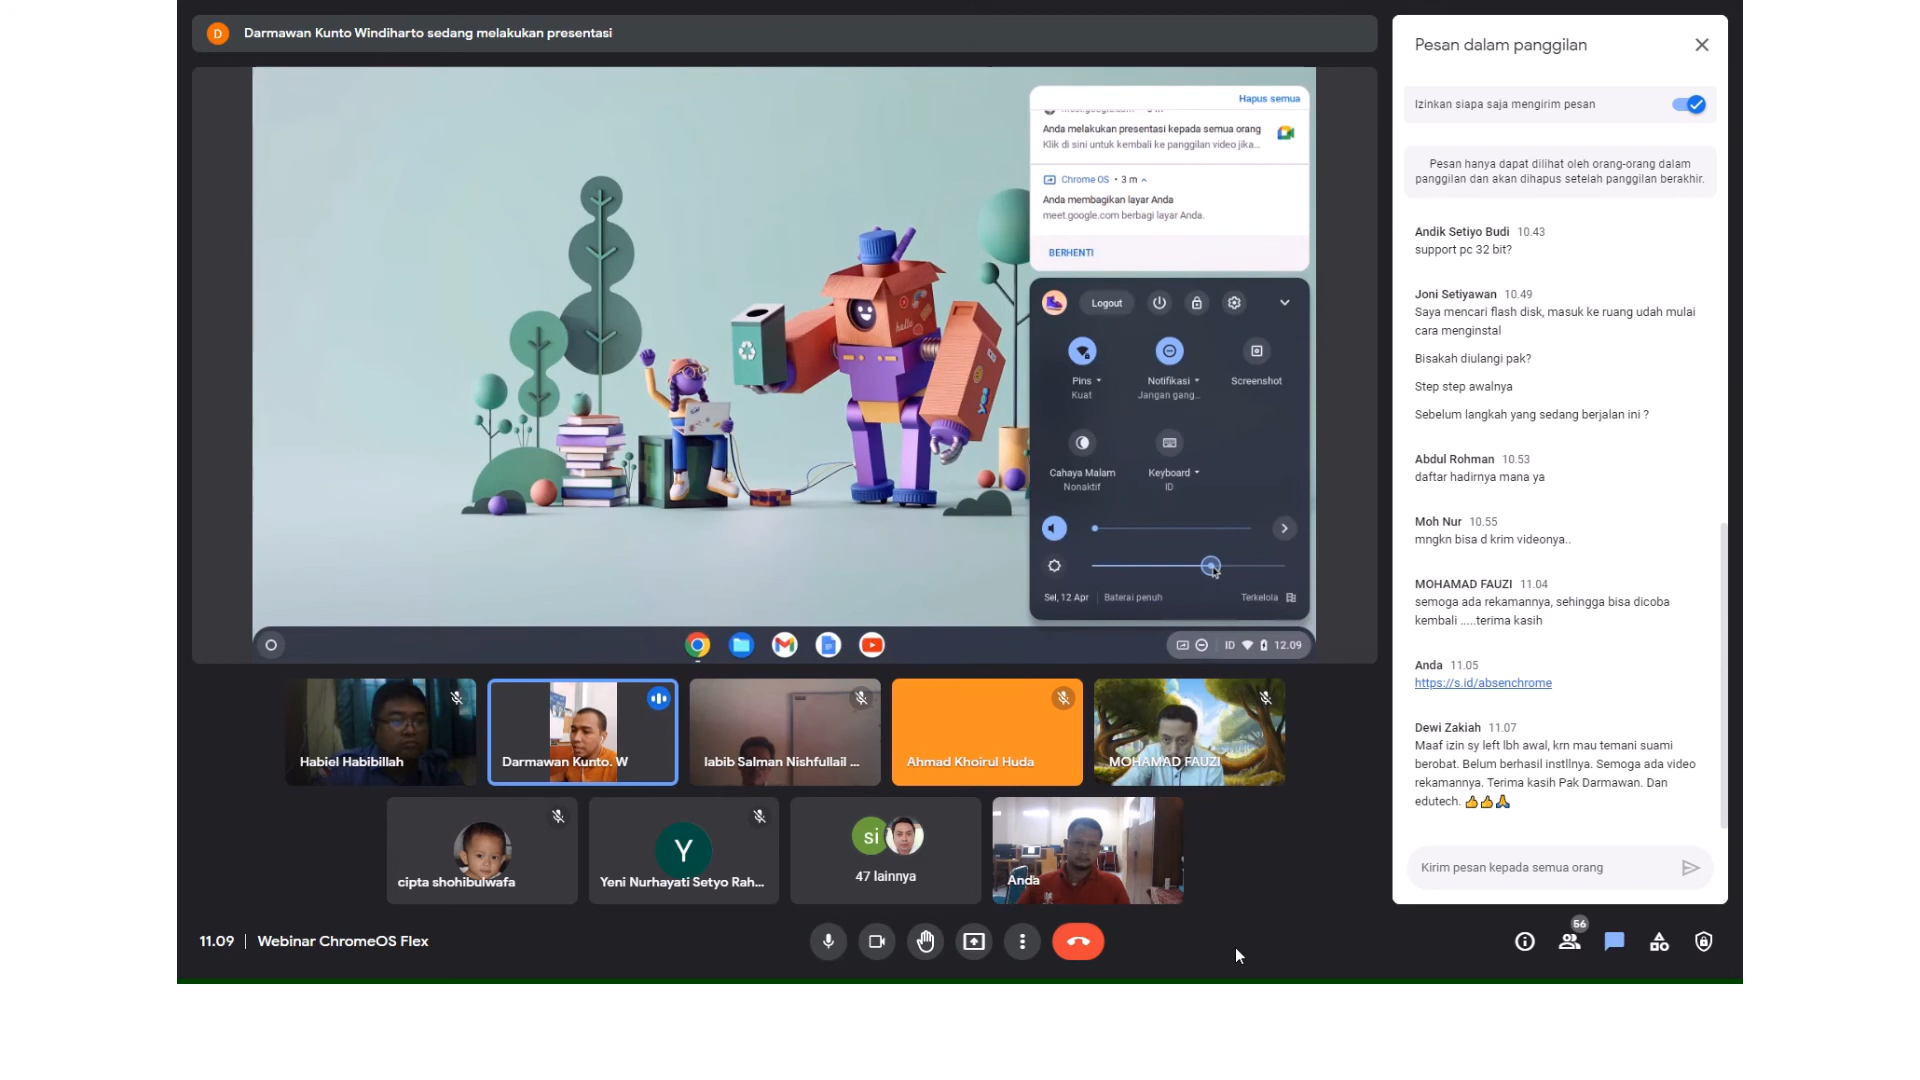 D Darmawan Kunto Windiharto sedang melakukan presentasi
Hapus semua
Anda melakukan presentasi kepada semua orang
Klik di sini untuk kembali ke panggilan video jika...
Chrome OS • 3 m
Anda membagikan layar Anda
meet.google.com berbagi layar Anda.
BERHENTI
Logout
Pins
Kuat
Notifikasi
Jangan gang...
Screenshot
Cahaya Malam
Nonaktif
Keyboard
ID
Sel, 12 Apr
Baterai penuh
Terkelola
hello
ID 12.09
Habiel Habibillah
Darmawan Kunto. W
Iabib Salman Nishfullail ...
Ahmad Khoirul Huda
MOHAMAD FAUZI
cipta shohibulwafa
Y
Yeni Nurhayati Setyo Rah...
si
47 lainnya
Anda
11.09 | Webinar ChromeOS Flex
56
Pesan dalam panggilan
Izinkan siapa saja mengirim pesan
Pesan hanya dapat dilihat oleh orang-orang dalam
panggilan dan akan dihapus setelah panggilan berakhir.
Andik Setiyo Budi 10.43
support pc 32 bit?
Joni Setiyawan 10.49
Saya mencari flash disk, masuk ke ruang udah mulai
cara menginstal
Bisakah diulangi pak?
Step step awalnya
Sebelum langkah yang sedang berjalan ini ?
Abdul Rohman 10.53
daftar hadirnya mana ya
Moh Nur 10.55
mngkn bisa d krim videonya..
MOHAMAD FAUZI 11.04
semoga ada rekamannya, sehingga bisa dicoba
kembali .....terima kasih
Anda 11.05
https://s.id/absenchrome
Dewi Zakiah 11.07
Maaf izin sy left lbh awal, krn mau temani suami
berobat. Belum berhasil instllnya. Semoga ada video
rekamannya. Terima kasih Pak Darmawan. Dan
edutech. 👍👍🙏
Kirim pesan kepada semua orang